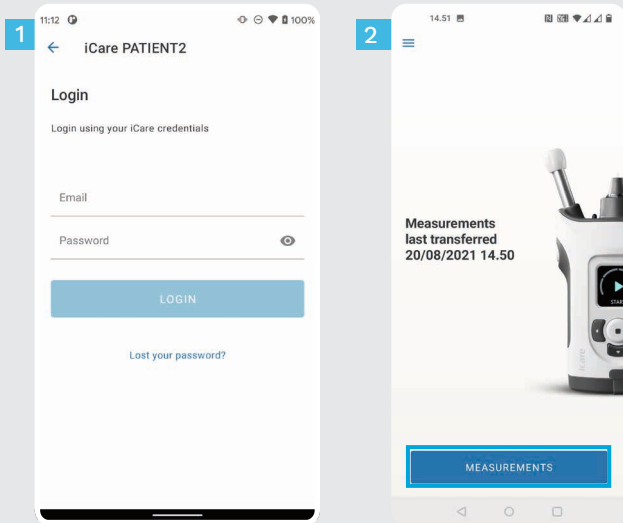 1
11:12
100%
iCare PATIENT2
Login
Login using your iCare credentials
Email
Password
LOGIN
Lost your password?
2
14.51
Measurements
last transferred
20/08/2021 14.50
START
icare
MEASUREMENTS